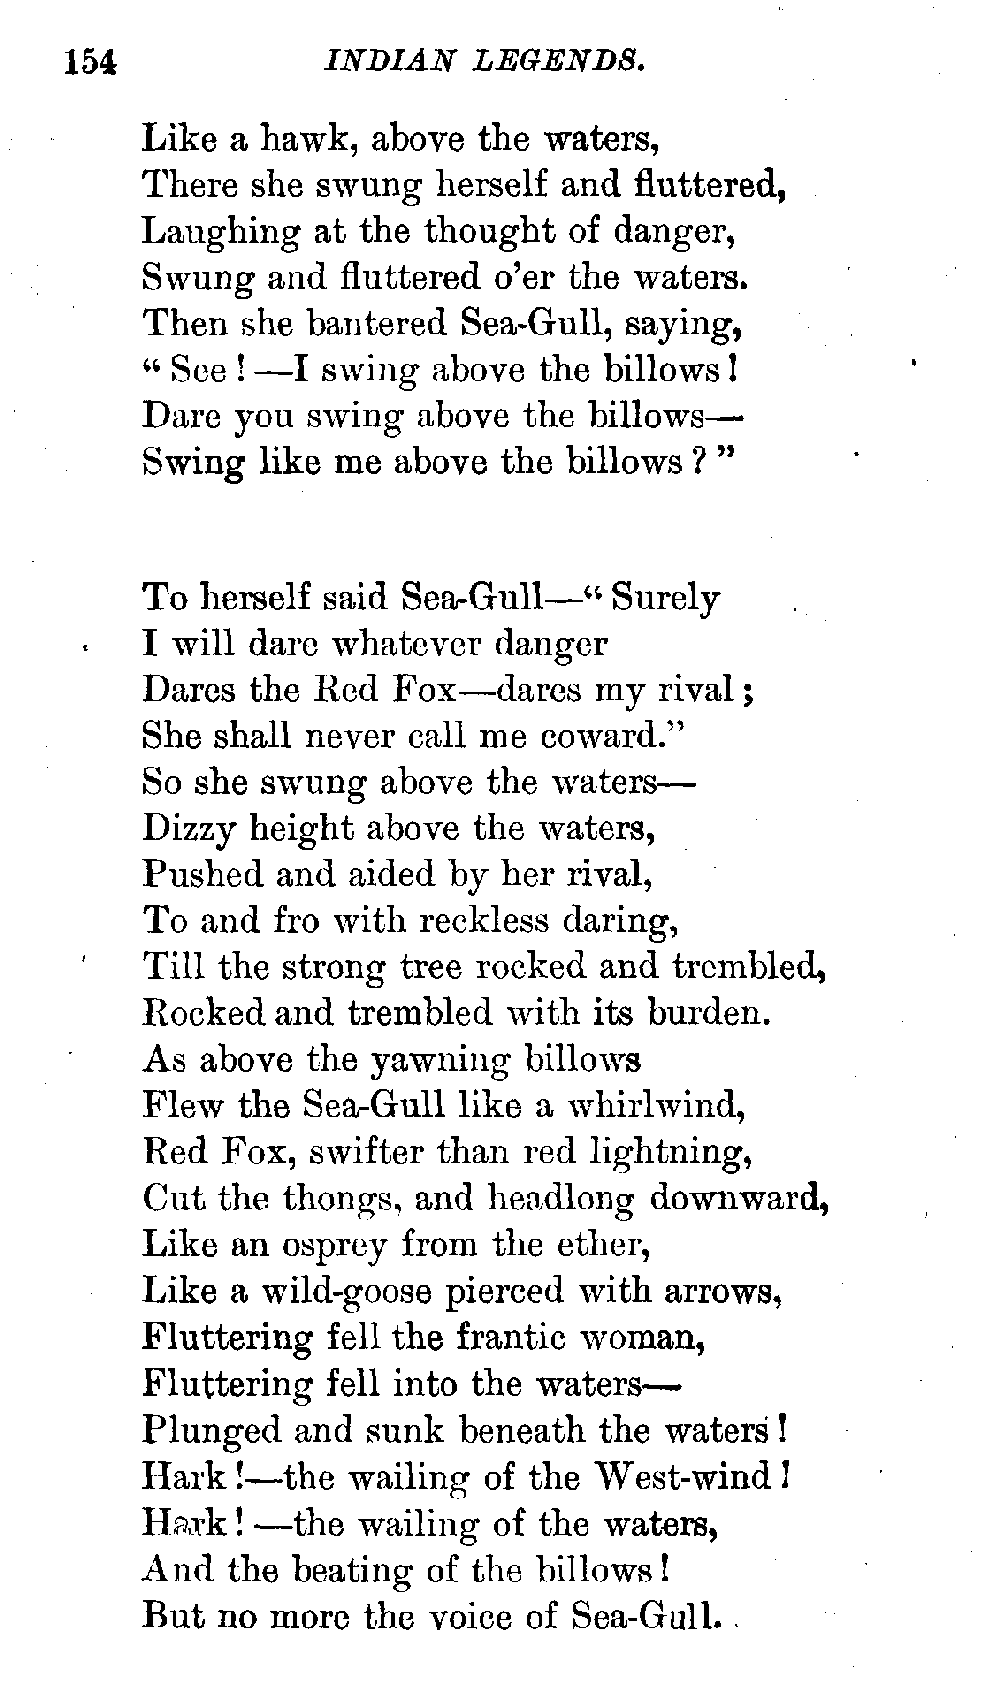 154 INDIAN LEGENDS.
Like a hawk, above the waters,
There she swung herself and fluttered,
Laughing at the thought of danger,
Swung and fluttered o'er the waters.
Then she bantered Sea-Gull, saying,
“ See ! —I swing above the billows !
Dare you swing above the billows—
Swing like me above the billows ? ”
To herself said Sea-Gull—“ Surely
I will dare whatever danger
Dares the Red Fox—dares my rival ;
She shall never call me coward.”
So she swung above the waters—
Dizzy height above the waters,
Pushed and aided by her rival,
To and fro with reckless daring,
Till the strong tree rocked and trembled,
Rocked and trembled with its burden.
As above the yawning billows
Flew the Sea-Gull like a whirlwind,
Red Fox, swifter than red lightning,
Cut the thongs, and headlong downward,
Like an osprey from the ether,
Like a wild-goose pierced with arrows,
Fluttering fell the frantic woman,
Fluttering fell into the waters—
Plunged and sunk beneath the waters !
Hark !—the wailing of the West-wind !
Hark ! —the wailing of the waters,
And the beating of the billows !
But no more the voice of Sea-Gull.